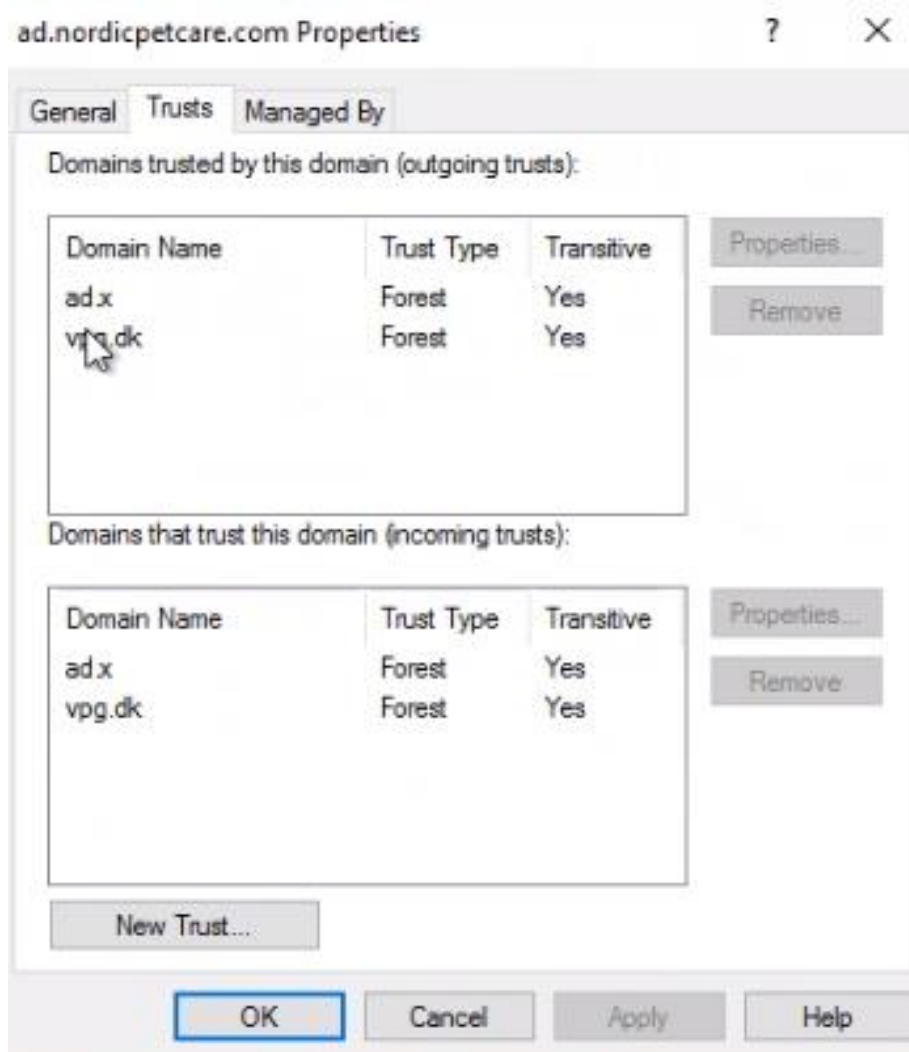 ad.nordicpetcare.com Properties ? ×
General Trusts Managed By
Domains trusted by this domain (outgoing trusts):
Domain Name Trust Type Transitive Properties...
ad.x Forest Yes Remove
vpg.dk Forest Yes
Domains that trust this domain (incoming trusts):
Domain Name Trust Type Transitive Properties...
ad.x Forest Yes Remove
vpg.dk Forest Yes
New Trust...
OK Cancel Apply Help